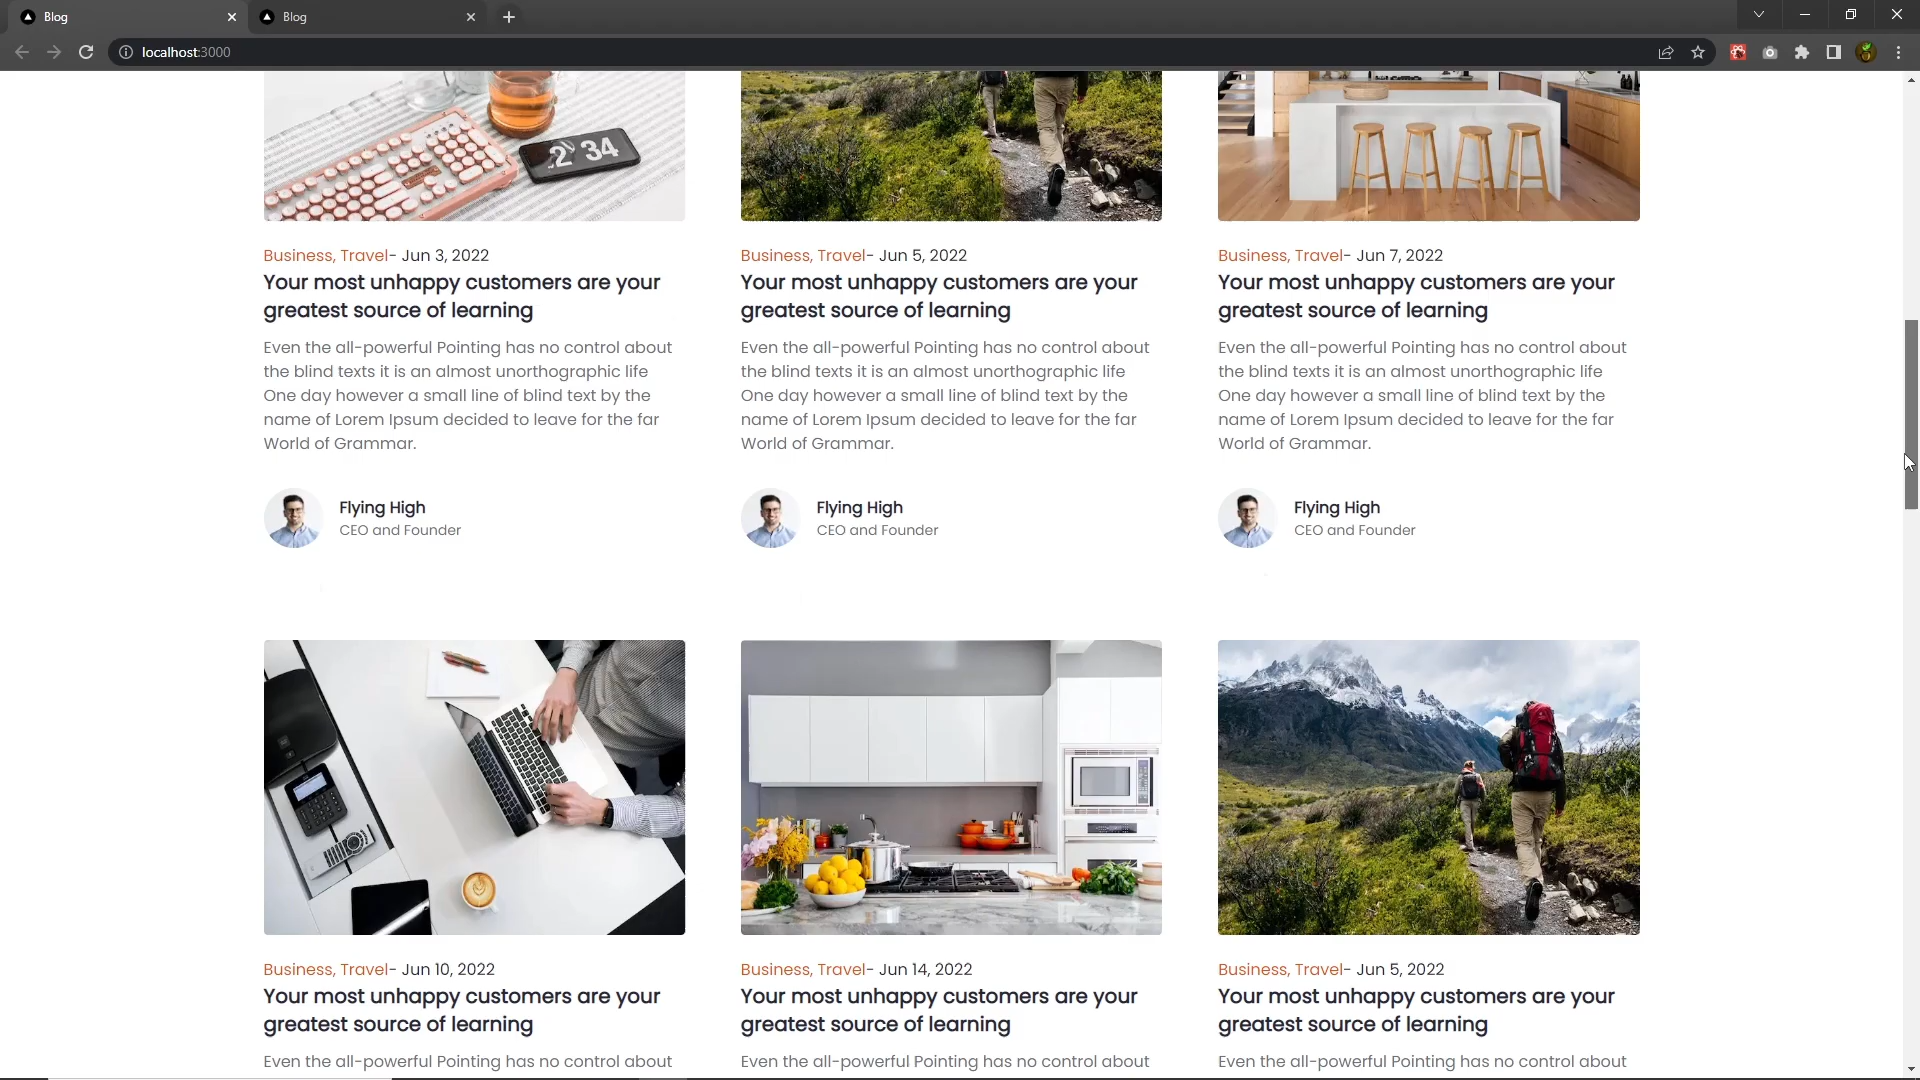 Blog
Blog
localhost:3000
2 34
Business, Travel- Jun 3, 2022
Your most unhappy customers are your
greatest source of learning
Even the all-powerful Pointing has no control about
the blind texts it is an almost unorthographic life
One day however a small line of blind text by the
name of Lorem Ipsum decided to leave for the far
World of Grammar.
Flying High
CEO and Founder
Business, Travel- Jun 5, 2022
Your most unhappy customers are your
greatest source of learning
Even the all-powerful Pointing has no control about
the blind texts it is an almost unorthographic life
One day however a small line of blind text by the
name of Lorem Ipsum decided to leave for the far
World of Grammar.
Flying High
CEO and Founder
Business, Travel- Jun 7, 2022
Your most unhappy customers are your
greatest source of learning
Even the all-powerful Pointing has no control about
the blind texts it is an almost unorthographic life
One day however a small line of blind text by the
name of Lorem Ipsum decided to leave for the far
World of Grammar.
Flying High
CEO and Founder
Business, Travel- Jun 10, 2022
Your most unhappy customers are your
greatest source of learning
Even the all-powerful Pointing has no control about
Business, Travel- Jun 14, 2022
Your most unhappy customers are your
greatest source of learning
Even the all-powerful Pointing has no control about
Business, Travel- Jun 5, 2022
Your most unhappy customers are your
greatest source of learning
Even the all-powerful Pointing has no control about